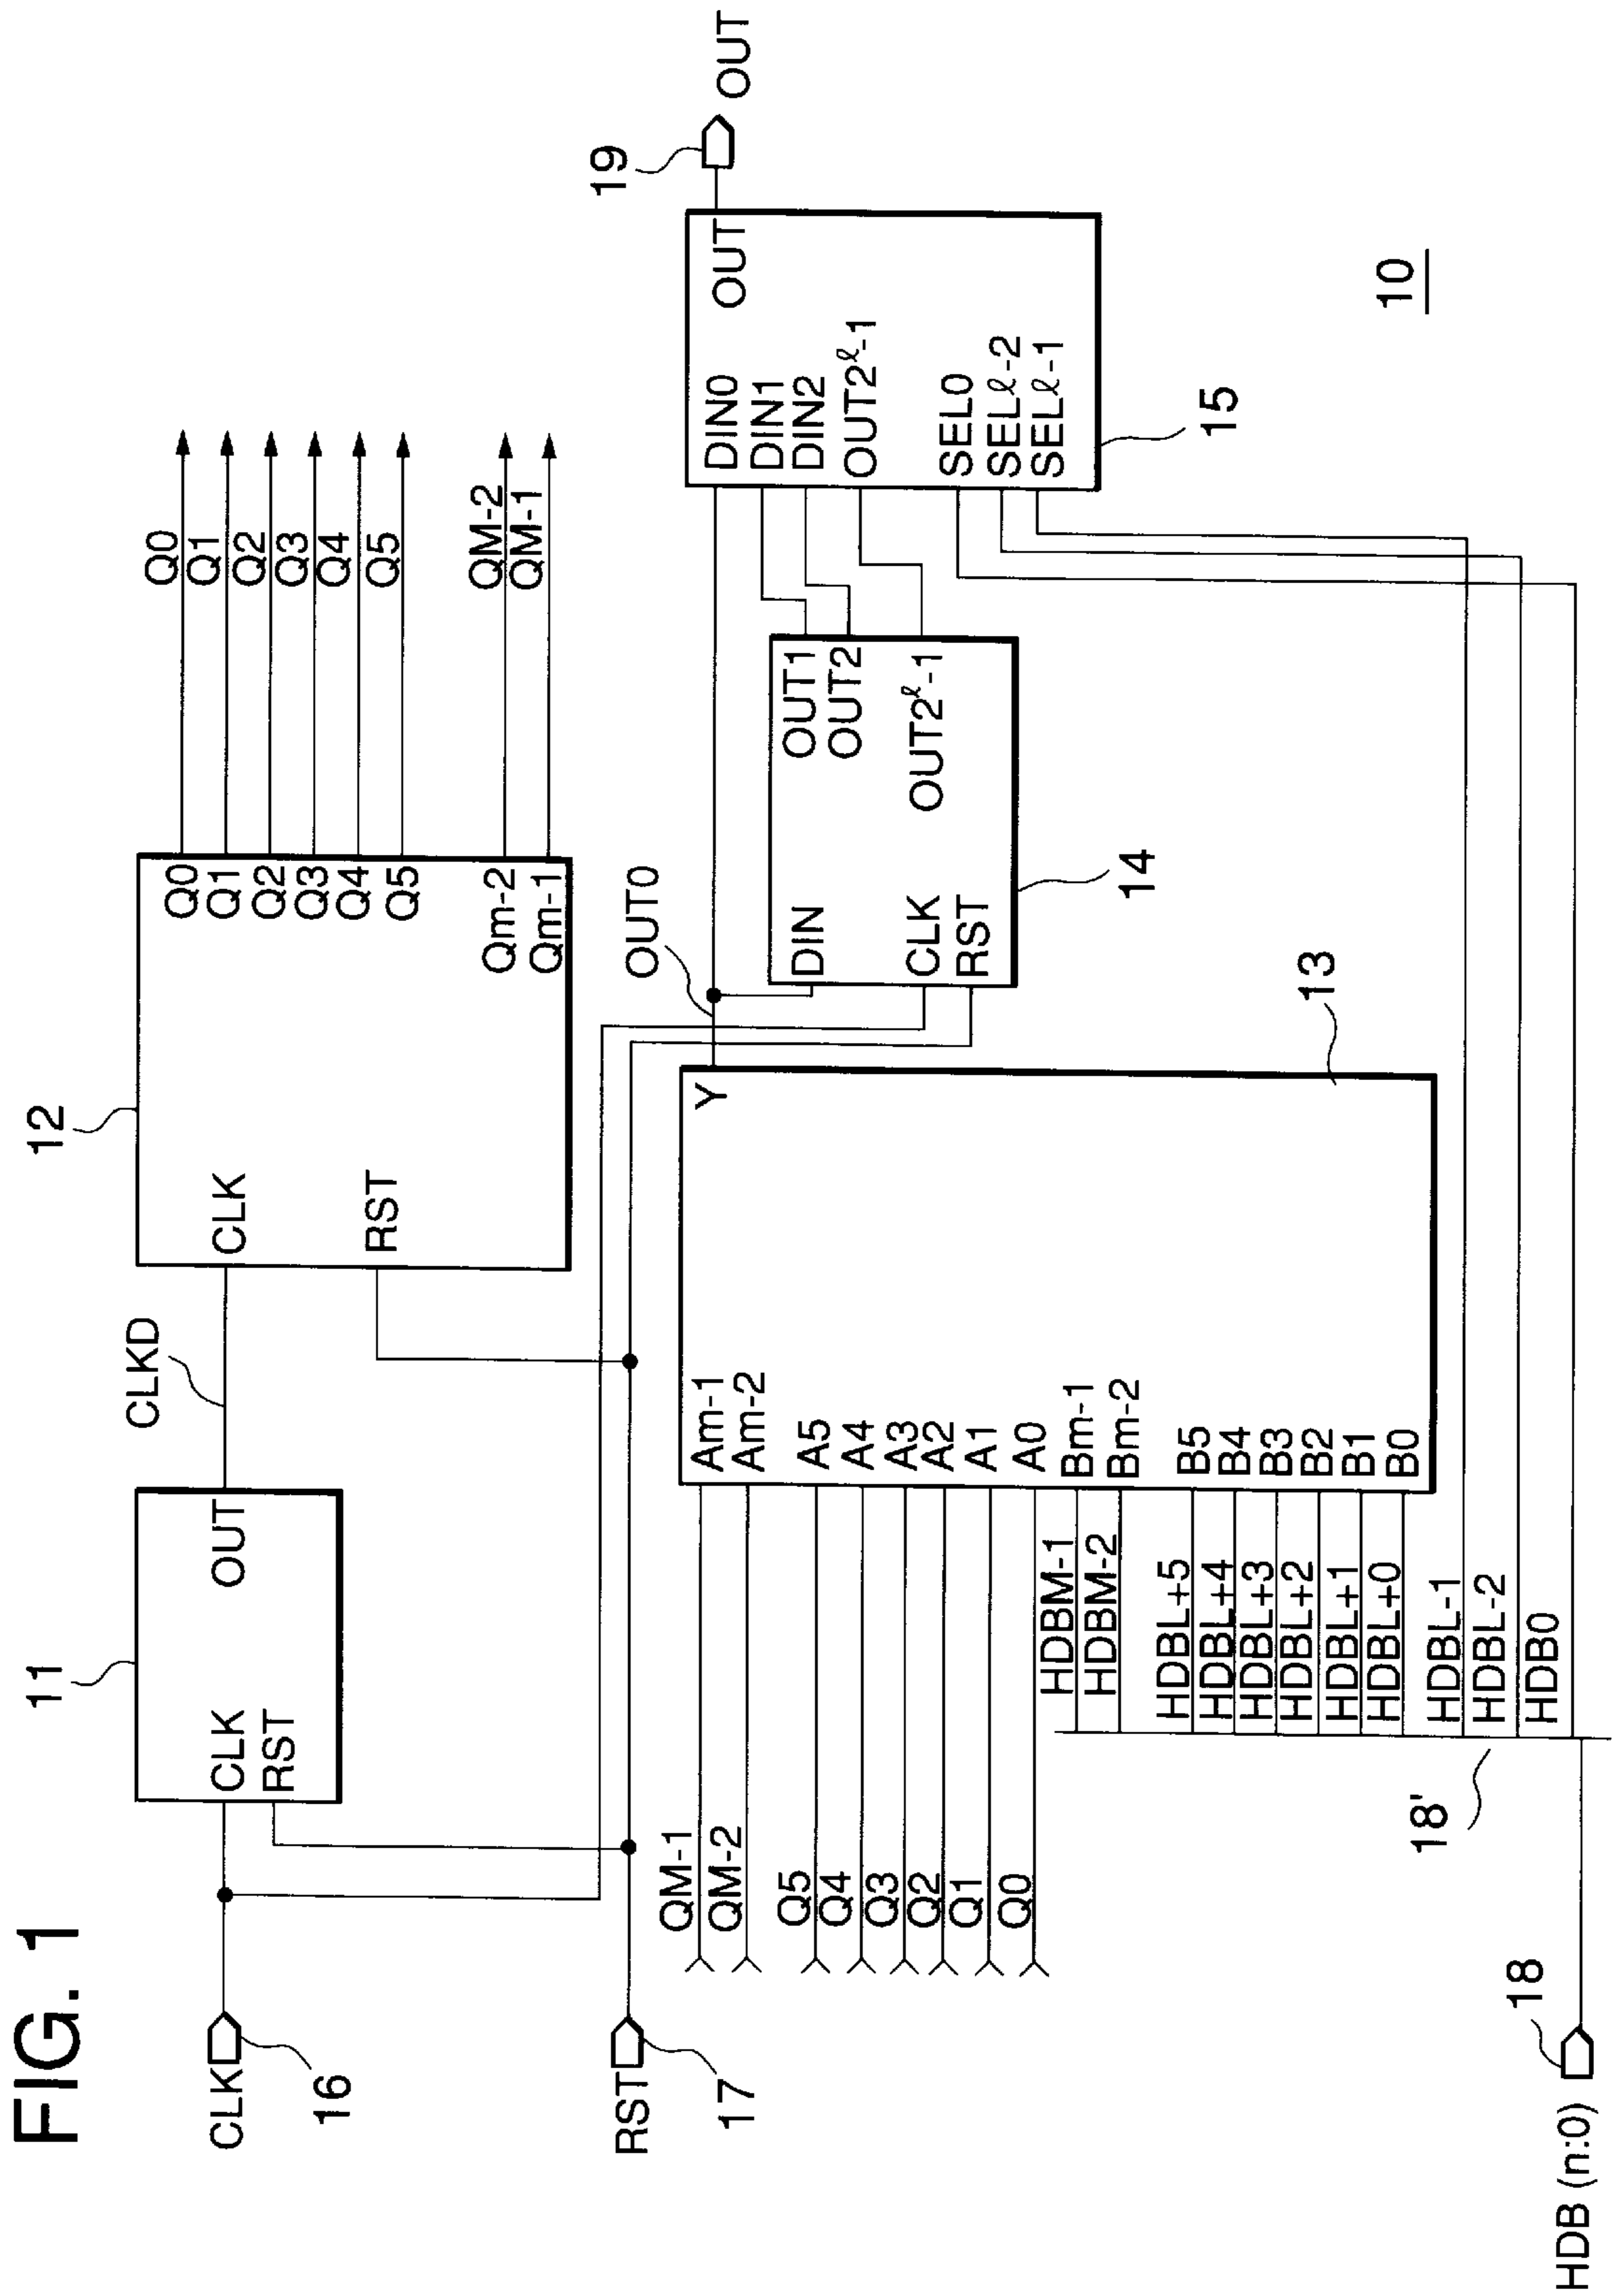 FIG. 1
CLK
16
CLK
RST
OUT
11
CLKD
CLK
RST
12
Q0
Q1
Q2
Q3
Q4
Q5
Qm-2
Qm-1
Q0
Q1
Q2
Q3
Q4
Q5
QM-2
QM-1
RST
17
QM-1
QM-2
Q5
Q4
Q3
Q2
Q1
Q0
Am-1
Am-2
A5
A4
A3
A2
A1
A0
Bm-1
Bm-2
B5
B4
B3
B2
B1
B0
Y
13
HDBM-1
HDBM-2
HDBL+5
HDBL+4
HDBL+3
HDBL+2
HDBL+1
HDBL+0
HDBL-1
HDBL-2
HDB0
18'
HDB (n:0)
18
OUT0
DIN
CLK
RST
OUT1
OUT2
OUT2ℓ-1
14
DIN0
DIN1
DIN2
OUT2ℓ-1
SEL0
SELℓ-2
SELℓ-1
OUT
15
19
OUT
10